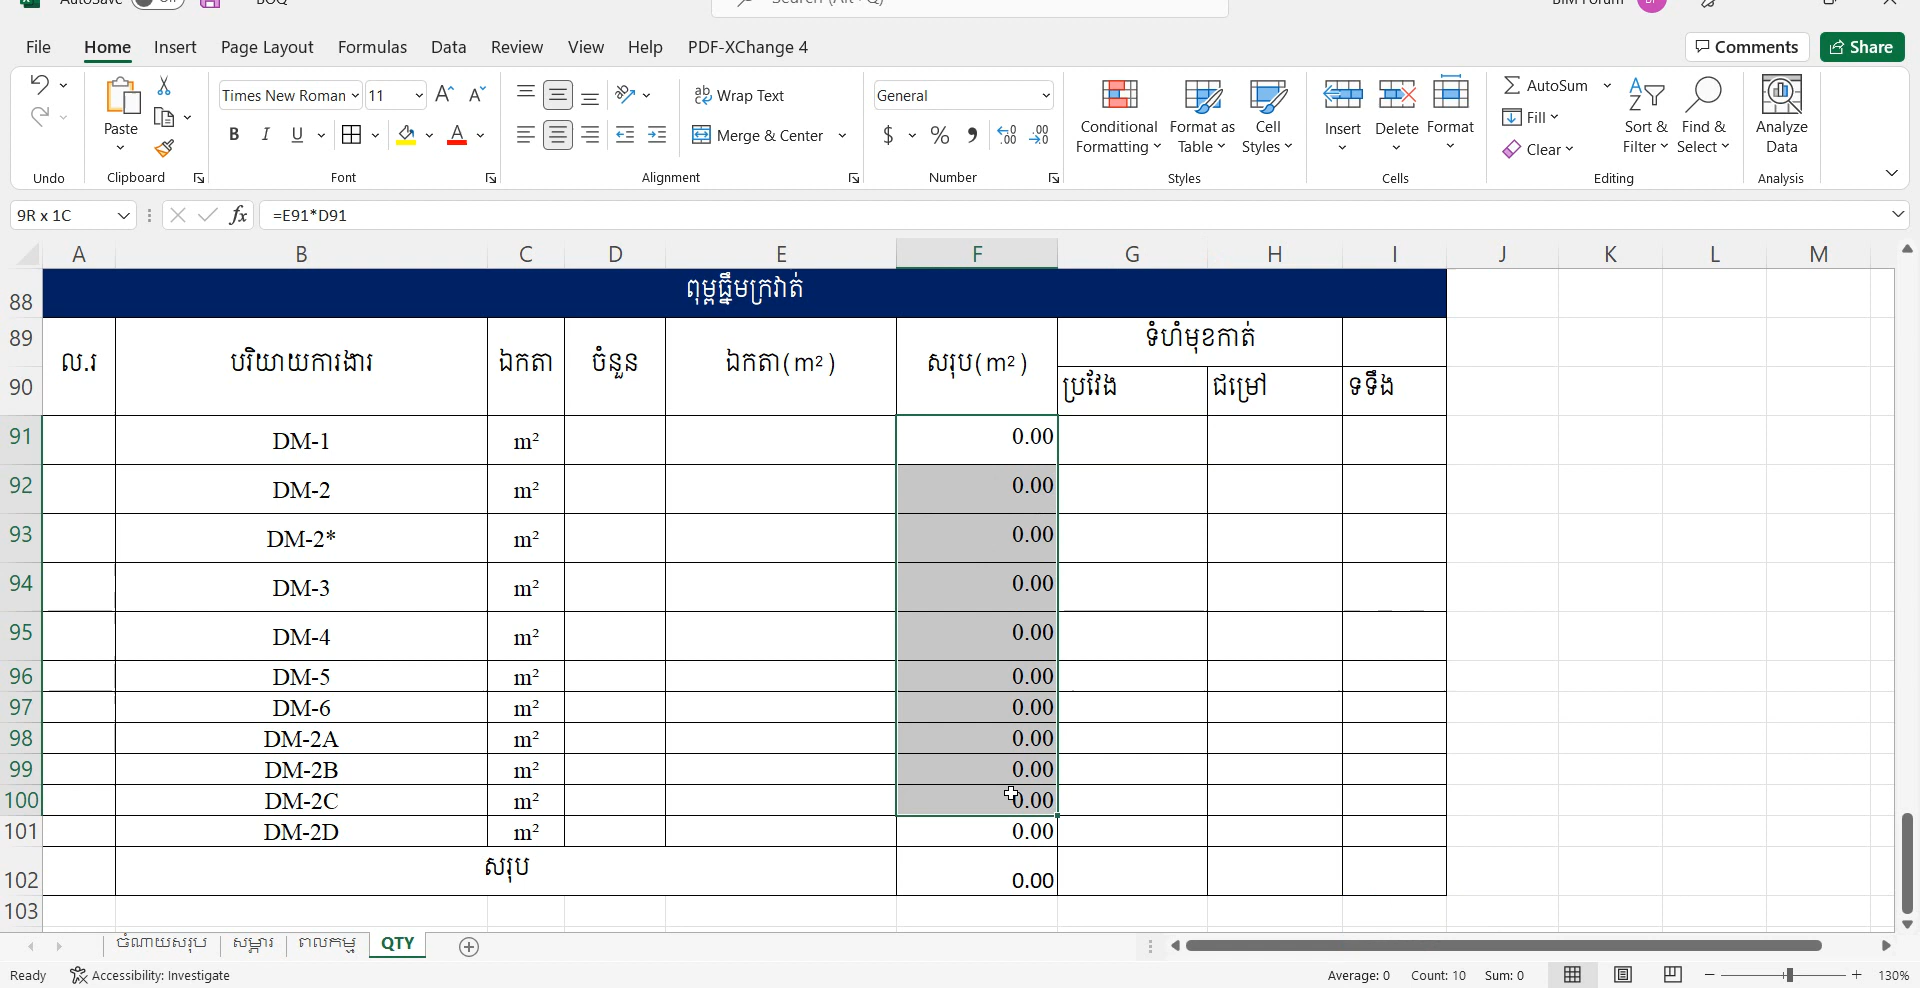 BOQ
File Home Insert Page Layout Formulas Data Review View Help PDF-XChange 4 Comments Share
Times New Roman 11 Wrap Text General AutoSum
Paste Conditional Formatting Format as Table Cell Styles Insert Delete Format Fill Sort & Filter Find & Select Analyze Data
B I U Merge & Center $ % Clear
Undo Clipboard Font Alignment Number Styles Cells Editing Analysis
9R x 1C fx =E91*D91
A B C D E F G H I J K L M
88 ពុម្ពធ្នឹមក្រវាត់
89 ល.រ បរិយាយការងារ ឯកតា ចំនួន ឯកតា(m²) សរុប(m²) ទំហំមុខកាត់
90 ប្រវែង ជម្រៅ ទទឹង
91 DM-1 m² 0.00
92 DM-2 m² 0.00
93 DM-2* m² 0.00
94 DM-3 m² 0.00
95 DM-4 m² 0.00
96 DM-5 m² 0.00
97 DM-6 m² 0.00
98 DM-2A m² 0.00
99 DM-2B m² 0.00
100 DM-2C m² 0.00
101 DM-2D m² 0.00
102 សរុប 0.00
103
ចំណាយសរុប សម្ភារ ពលកម្ម QTY
Ready Accessibility: Investigate Average: 0 Count: 10 Sum: 0 130%